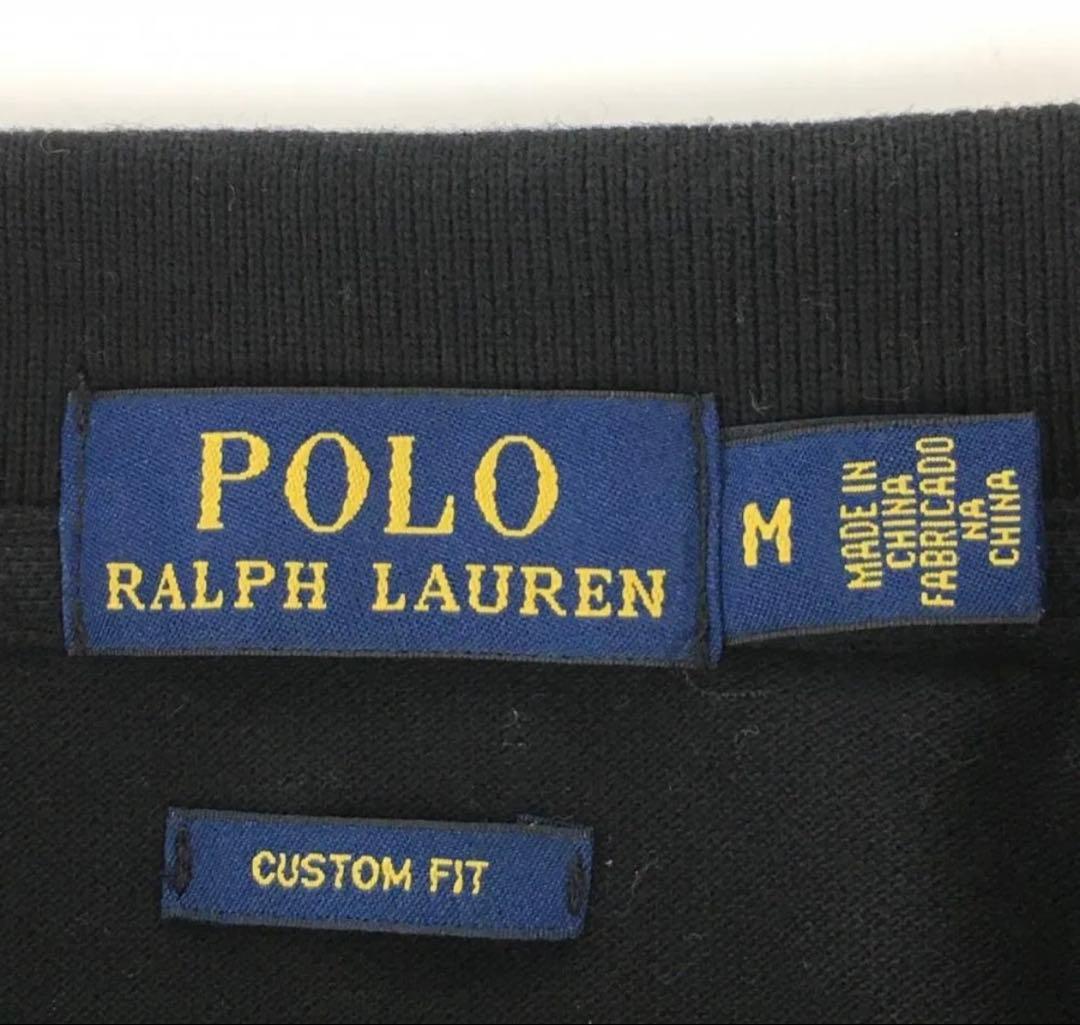 POLO
RALPH LAUREN
M
MADE IN
CHINA
FABRICADO
NA
CHINA
CUSTOM FIT